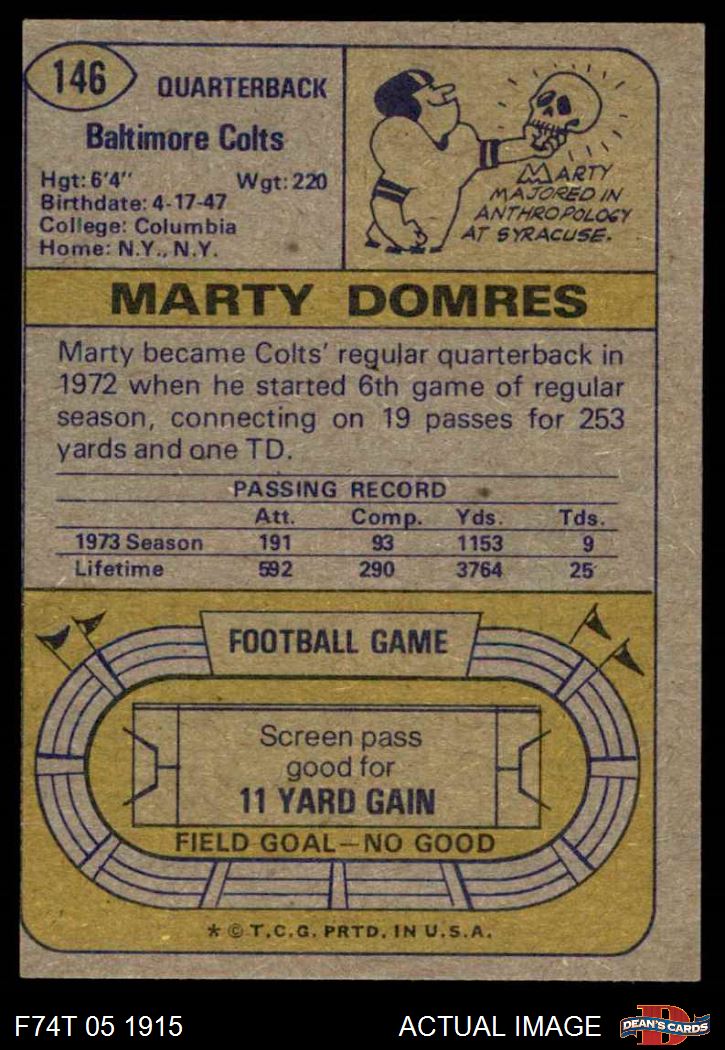 146
QUARTERBACK
Baltimore Colts
Hgt: 6'4" Wgt: 220
Birthdate: 4-17-47
College: Columbia
Home: N.Y., N.Y.
MARTY
MAJORED IN
ANTHROPOLOGY
AT SYRACUSE.
MARTY DOMRES
Marty became Colts' regular quarterback in
1972 when he started 6th game of regular
season, connecting on 19 passes for 253
yards and one TD.
PASSING RECORD
Att. Comp. Yds. Tds.
1973 Season 191 93 1153 9
Lifetime 592 290 3764 25
FOOTBALL GAME
Screen pass
good for
11 YARD GAIN
FIELD GOAL—NO GOOD
* © T.C.G. PRTD. IN U.S.A.
F74T 05 1915 ACTUAL IMAGE
D
DEAN'S CARDS